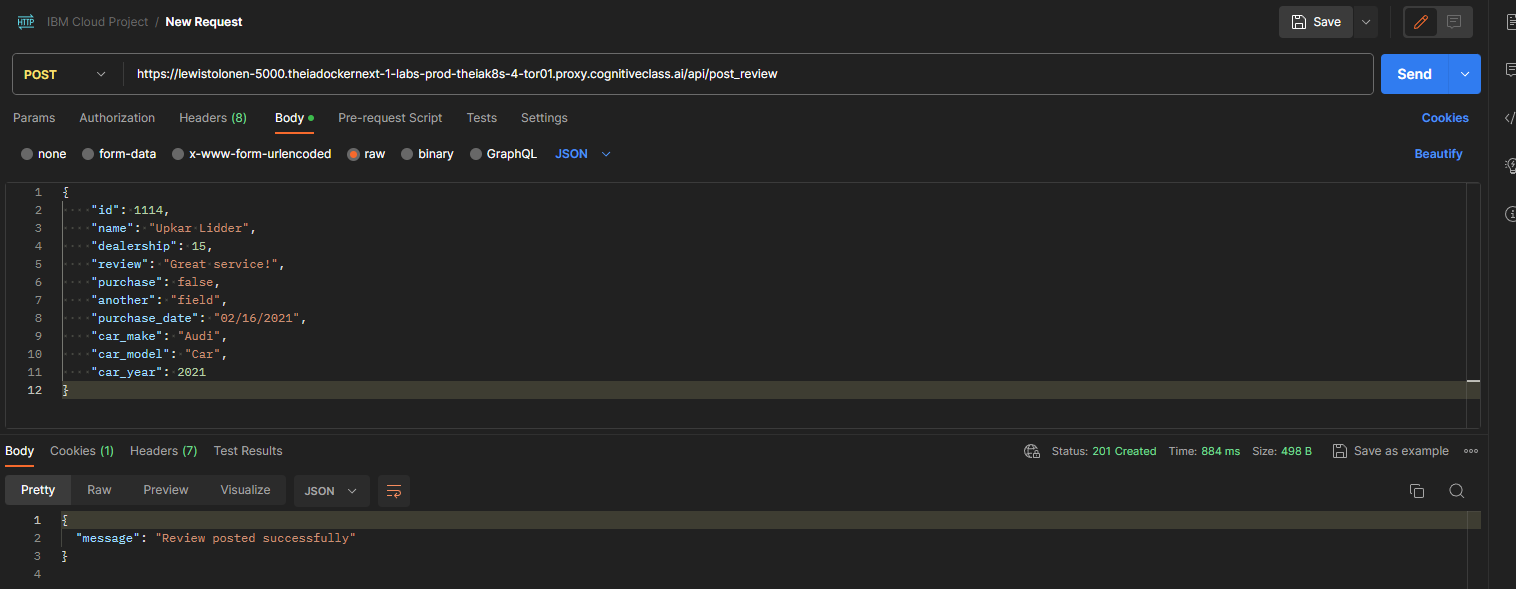 HTTP IBM Cloud Project / New Request Save
POST https://lewistolonen-5000.theiadockernext-1-labs-prod-theiak8s-4-tor01.proxy.cognitiveclass.ai/api/post_review Send
Params Authorization Headers (8) Body Pre-request Script Tests Settings Cookies
none form-data x-www-form-urlencoded raw binary GraphQL JSON Beautify
1 {
2 "id": 1114,
3 "name": "Upkar Lidder",
4 "dealership": 15,
5 "review": "Great service!",
6 "purchase": false,
7 "another": "field",
8 "purchase_date": "02/16/2021",
9 "car_make": "Audi",
10 "car_model": "Car",
11 "car_year": 2021
12 }
Body Cookies (1) Headers (7) Test Results Status: 201 Created Time: 884 ms Size: 498 B Save as example
Pretty Raw Preview Visualize JSON
1 {
2 "message": "Review posted successfully"
3 }
4